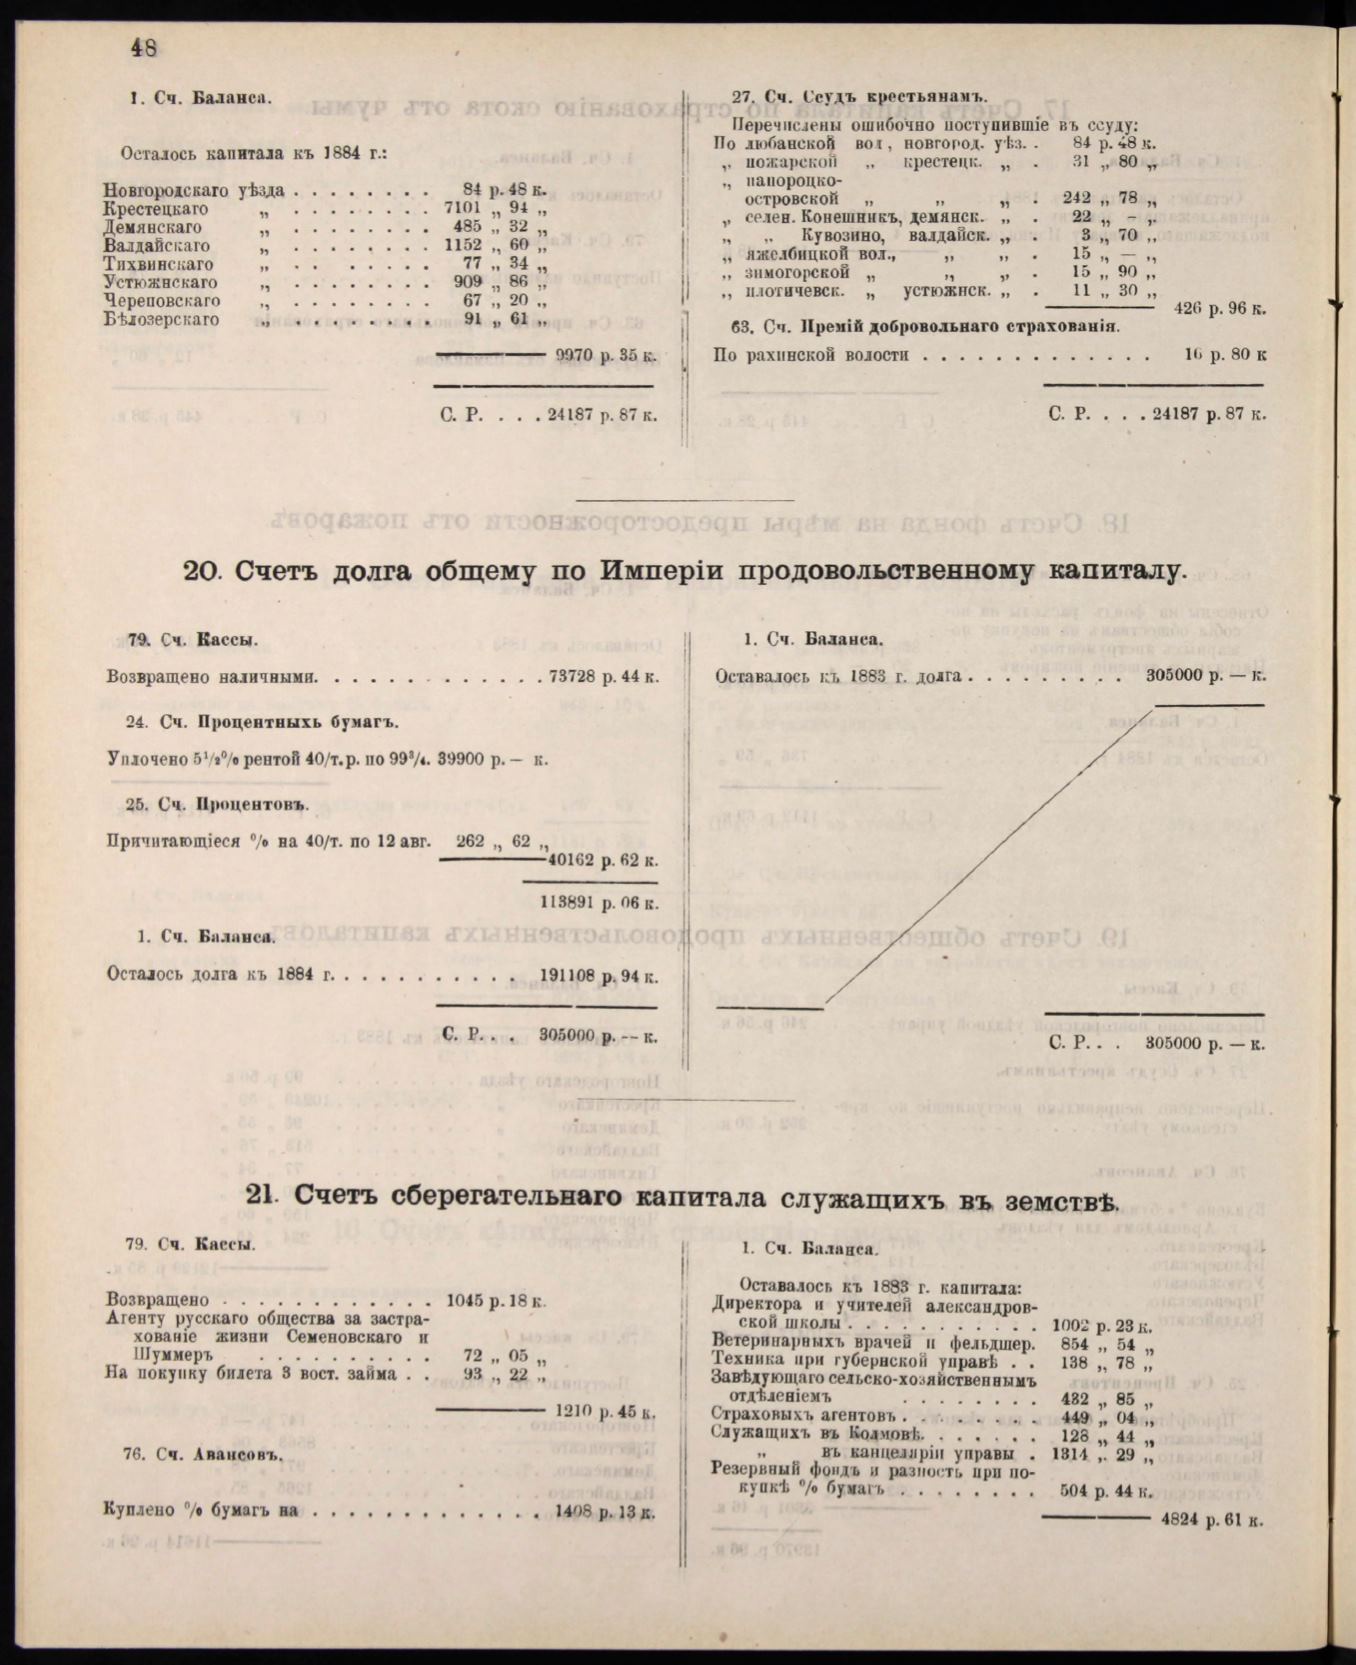 48
1. Сч. Баланса.
Осталось капитала къ 1884 г.:
Новгородскаго уѣзда . . . . . . . . 84 р. 48 к.
Крестецкаго „ . . . . . . . . 7101 „ 94 „
Демянскаго „ . . . . . . . . 485 „ 32 „
Валдайскаго „ . . . . . . . . 1152 „ 60 „
Тихвинскаго „ . . . . . . . 77 „ 34 „
Устюжнскаго „ . . . . . . . . 909 „ 86 „
Череповскаго „ . . . . . . . . 67 „ 20 „
Бѣлозерскаго „ . . . . . . . . 91 „ 61 „
9970 р. 35 к.
С. Р. . . . 24187 р. 87 к.
27. Сч. Ссудъ крестьянамъ.
Перечислены ошибочно поступившіе въ ссуду:
По любанской вол, новгород. уѣз. . 84 р. 48 к.
„ пожарской „ крестецк. „ . 31 „ 80 „
„ папороцко-
островской „ „ „ . 242 „ 78 „
„ селен. Конешникъ, демянск. „ . 22 „ – „
„ „ Кувозино, валдайск. „ . 3 „ 70 „
„ яжелбицкой вол., „ „ . 15 „ — „
„ зимогорской „ „ „ . 15 „ 90 „
„ плотичевск. „ устюжнск. „ . 11 „ 30 „
426 р. 96 к.
63. Сч. Премій добровольнаго страхованія.
По рахинской волости . . . . . . . . . . . . . 16 р. 80 к
С. Р. . . . 24187 р. 87 к.
20. Счетъ долга общему по Имперіи продовольственному капиталу.
79. Сч. Кассы.
Возвращено наличными. . . . . . . . . . . . . 73728 р. 44 к.
24. Сч. Процентныхь бумагъ.
Уплочено 5¹/₂⁰/₀ рентой 40/т. р. по 99³/₄. 39900 р. – к.
25. Сч. Процентовъ.
Причитающіеся ⁰/₀ на 40/т. по 12 авг. 262 „ 62 „
40162 р. 62 к.
113891 р. 06 к.
1. Сч. Баланса.
Осталось долга къ 1884 г. . . . . . . . . . . 191108 р. 94 к.
С. Р. . . 305000 р. – к.
1. Сч. Баланса.
Оставалось къ 1883 г. долга . . . . . . . . . 305000 р. — к.
С. Р. . . 305000 р. — к.
21. Счетъ сберегательнаго капитала служащихъ въ земствѣ.
79. Сч. Кассы.
Возвращено . . . . . . . . . . . . 1045 р. 18 к.
Агенту русскаго общества за застра-
хованіе жизни Семеновскаго и
Шуммеръ . . . . . . . . . . 72 „ 05 „
На покупку билета 3 вост. займа . . 93 „ 22 „
1210 р. 45 к.
76. Сч. Авансовъ.
Куплено ⁰/₀ бумагъ на . . . . . . . . . . . . . 1408 р. 13 к.
1. Сч. Баланса.
Оставалось къ 1883 г. капитала:
Директора и учителей александров-
ской школы . . . . . . . . . . . 1002 р. 23 к.
Ветеринарныхъ врачей и фельдшер. 854 „ 54 „
Техника при губернской управѣ . . 138 „ 78 „
Завѣдующаго сельско-хозяйственнымъ
отдѣленіемъ . . . . . . . . 432 „ 85 „
Страховыхъ агентовъ . . . . . . . . 449 „ 04 „
Служащихъ въ Колмовѣ. . . . . . . 128 „ 44 „
„ въ канцеляріи управы . 1314 „ 29 „
Резервный фондъ и разность при по-
купкѣ ⁰/₀ бумагъ . . . . . . . . 504 р. 44 к.
4824 р. 61 к.